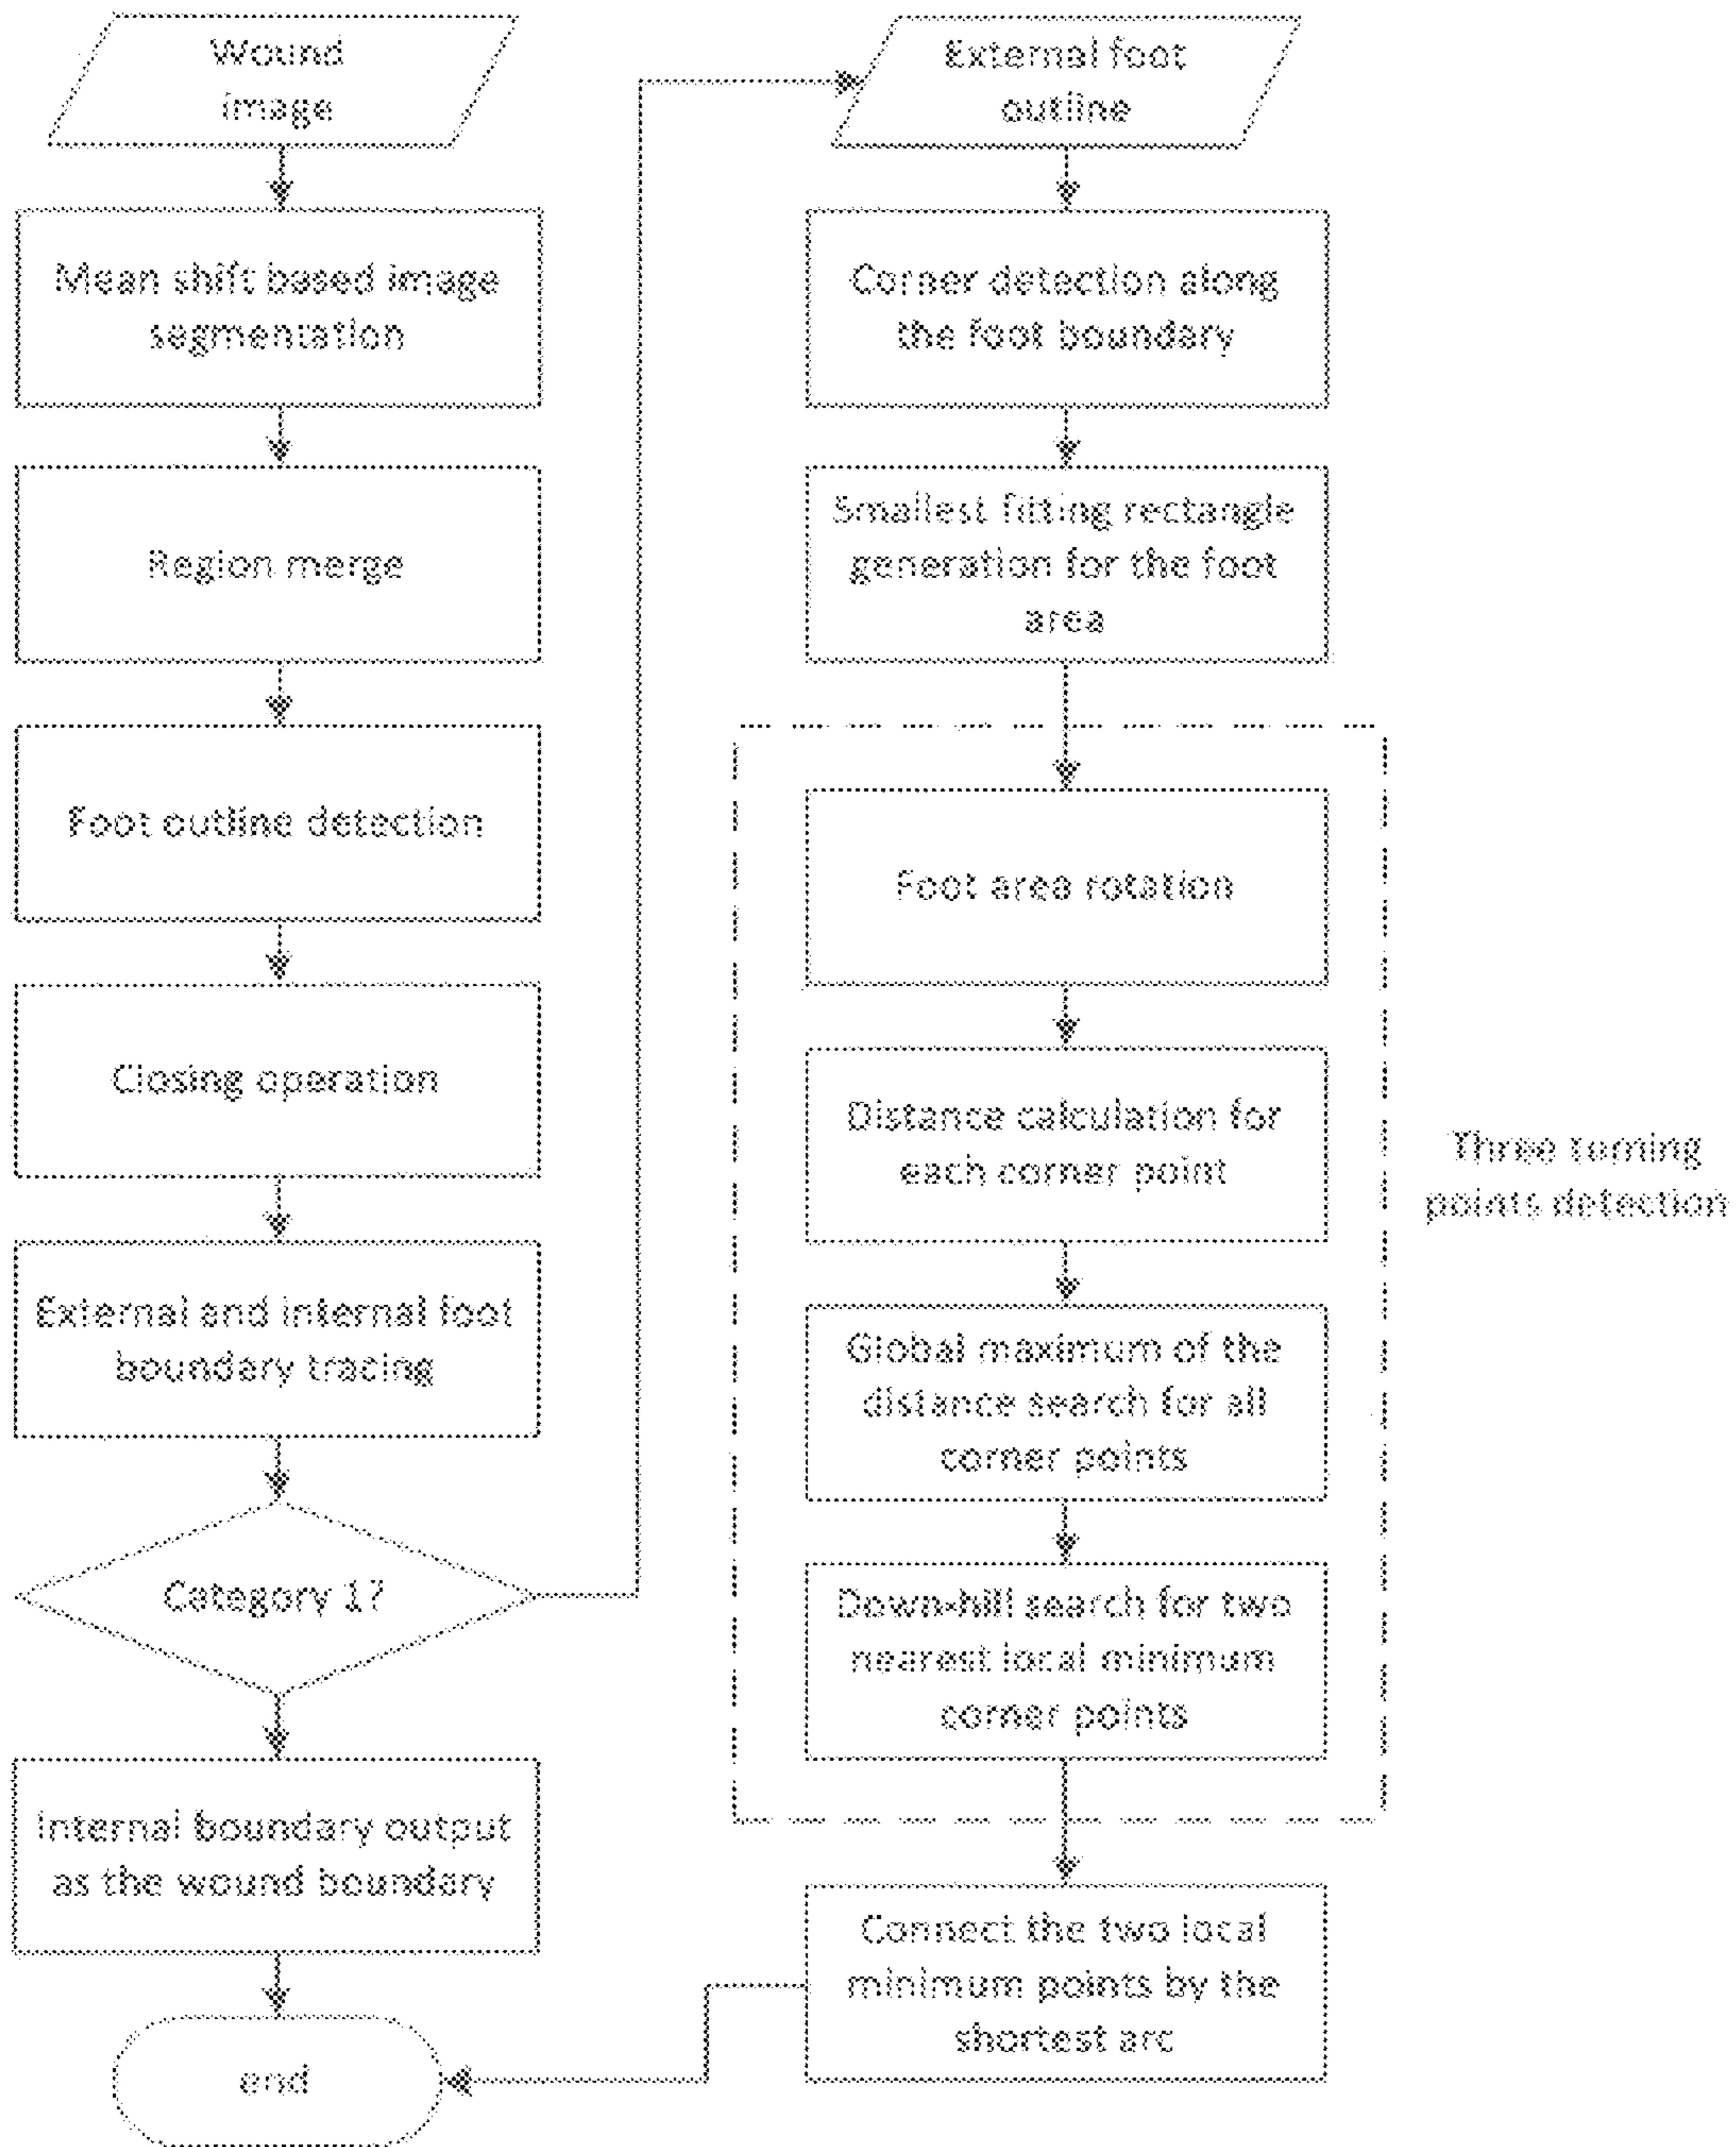 Wound
image
Mean shift based image
segmentation
Region merge
Foot outline detection
Closing operation
External and internal foot
boundary tracing
Category 1?
Internal boundary output
as the wound boundary
end
External foot
outline
Corner detection along
the foot boundary
Smallest fitting rectangle
generation for the foot
area
Foot area rotation
Distance calculation for
each corner point
Global maximum of the
distance search for all
corner points
Down-hill search for two
nearest local minimum
corner points
Connect the two local
minimum points by the
shortest arc
Three turning
points detection